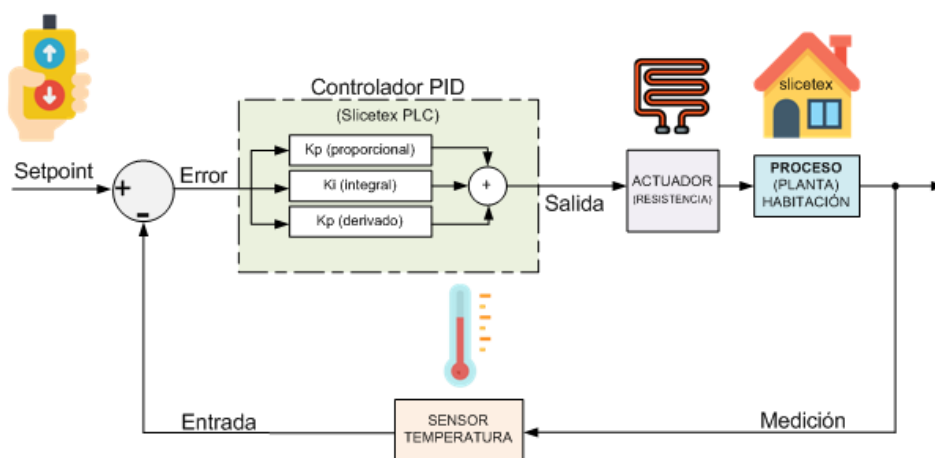 Controlador PID
(Slicetex PLC)
slicetex
Setpoint
+
-
Error
Kp (proporcional)
Ki (integral)
Kp (derivado)
+
Salida
ACTUADOR
(RESISTENCIA)
PROCESO
(PLANTA)
HABITACIÓN
Entrada
SENSOR
TEMPERATURA
Medición